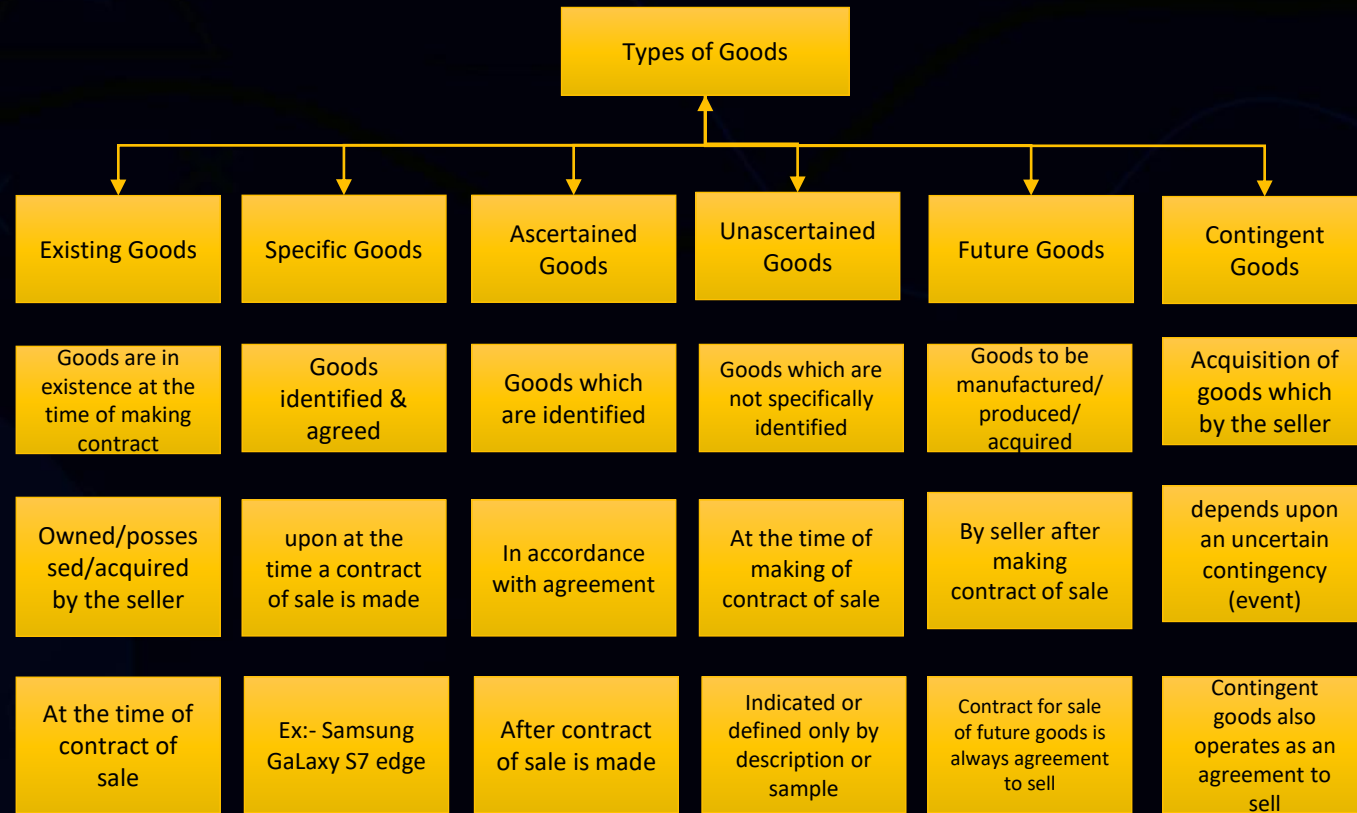 Types of Goods
Existing Goods
Specific Goods
Ascertained
Goods
Unascertained
Goods
Future Goods
Contingent
Goods
Goods are in
existence at the
time of making
contract
Goods
identified &
agreed
Goods which
are identified
Goods which are
not specifically
identified
Goods to be
manufactured/
produced/
acquired
Acquisition of
goods which
by the seller
Owned/posses
sed/acquired
by the seller
upon at the
time a contract
of sale is made
In accordance
with agreement
At the time of
making of
contract of sale
By seller after
making
contract of sale
depends upon
an uncertain
contingency
(event)
At the time of
contract of
sale
Ex:- Samsung
GaLaxy S7 edge
After contract
of sale is made
Indicated or
defined only by
description or
sample
Contract for sale
of future goods is
always agreement
to sell
Contingent
goods also
operates as an
agreement to
sell